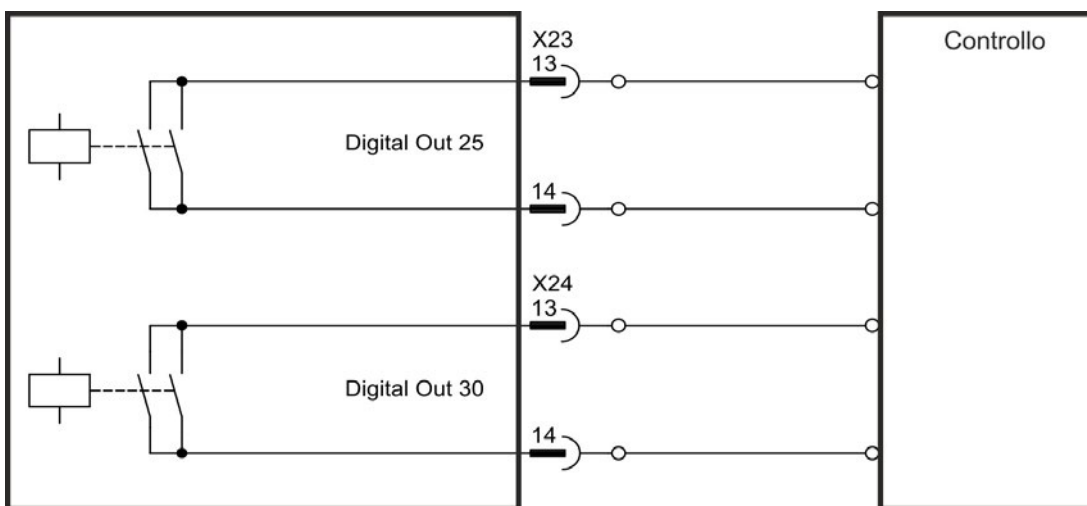 X23
13
Controllo
Digital Out 25
14
X24
13
Digital Out 30
14